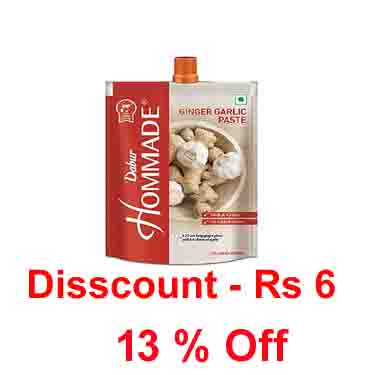 GINGER GARLIC
PASTE
Dabur
HOMMADE®
Disscount - Rs 6
13 % Off